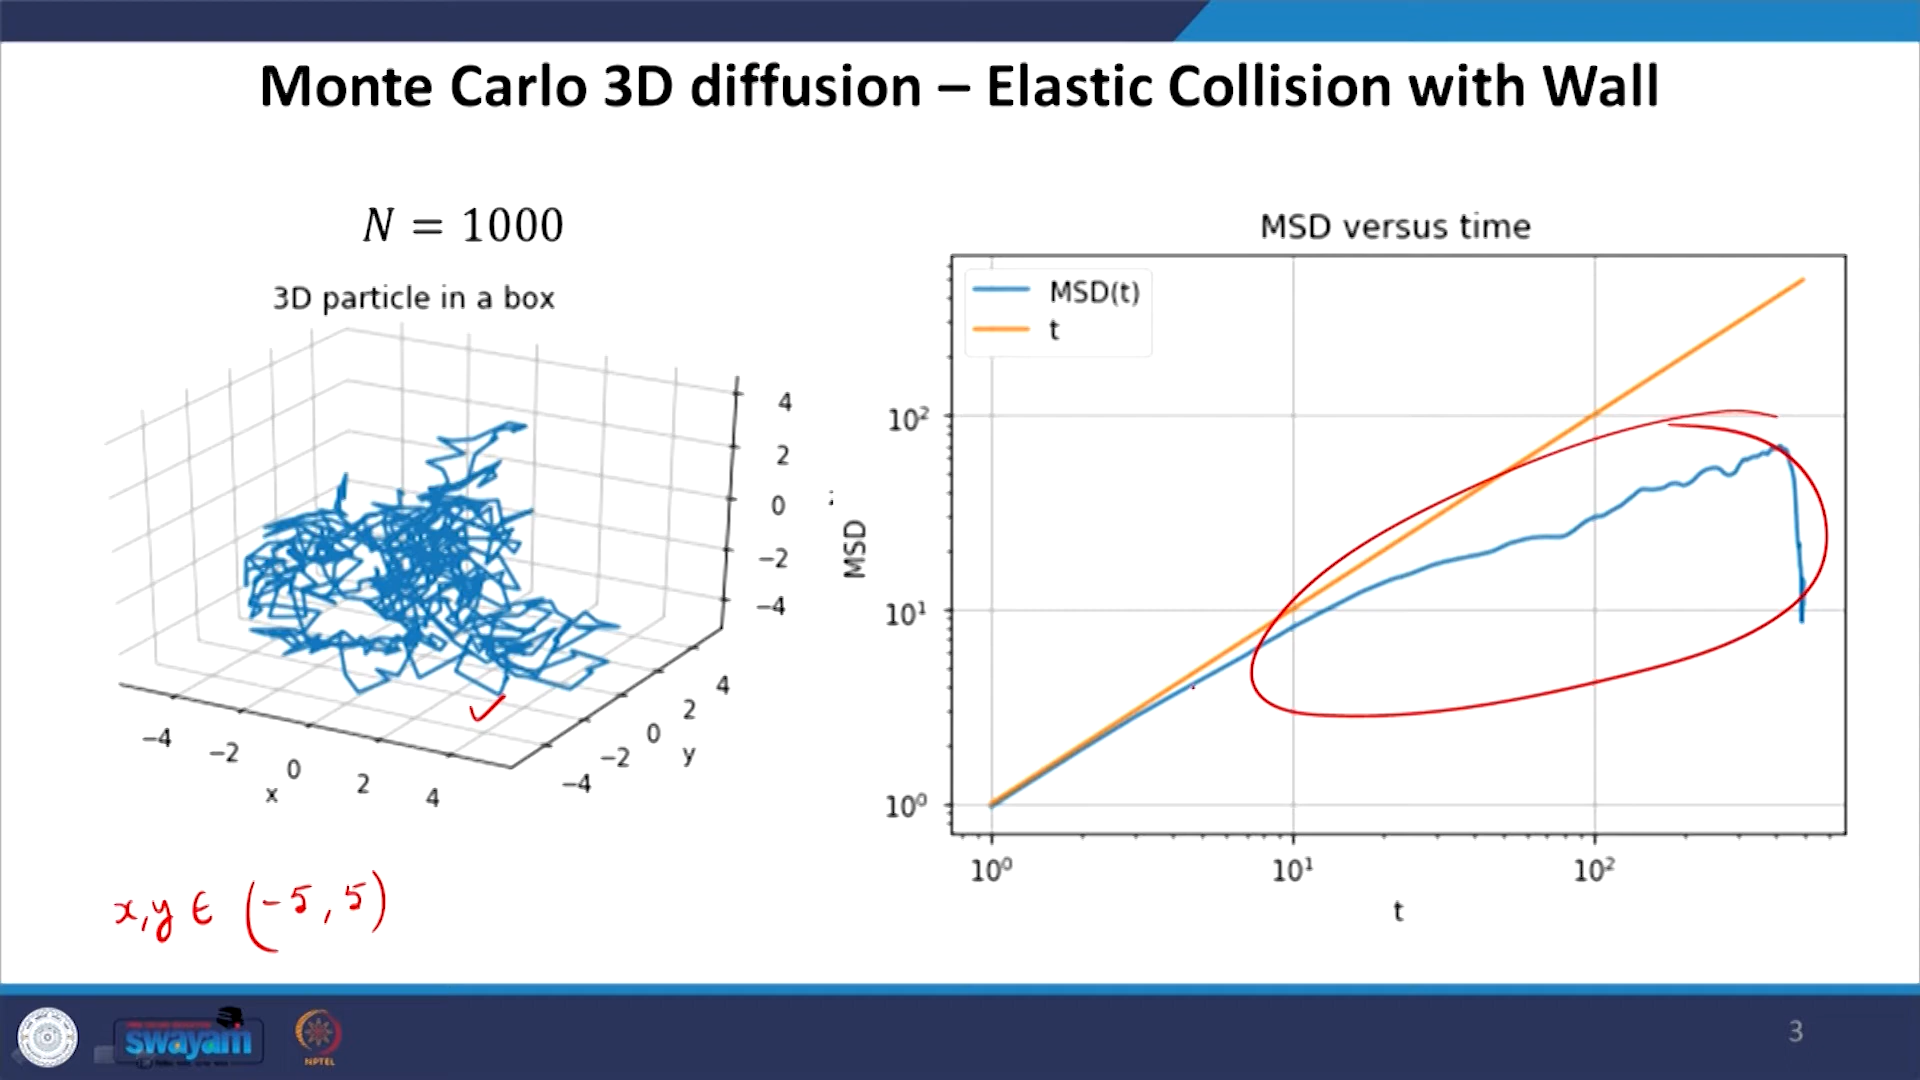 Monte Carlo 3D diffusion – Elastic Collision with Wall
N = 1000
3D particle in a box
4
2
0
−2
−4
−4
−2
0
2
4
x
−4
−2
0
2
4
y
MSD versus time
MSD(t)
t
10²
10¹
10⁰
MSD
10⁰
10¹
10²
t
x,y ∈ (-5, 5)
swayam
NPTEL
3